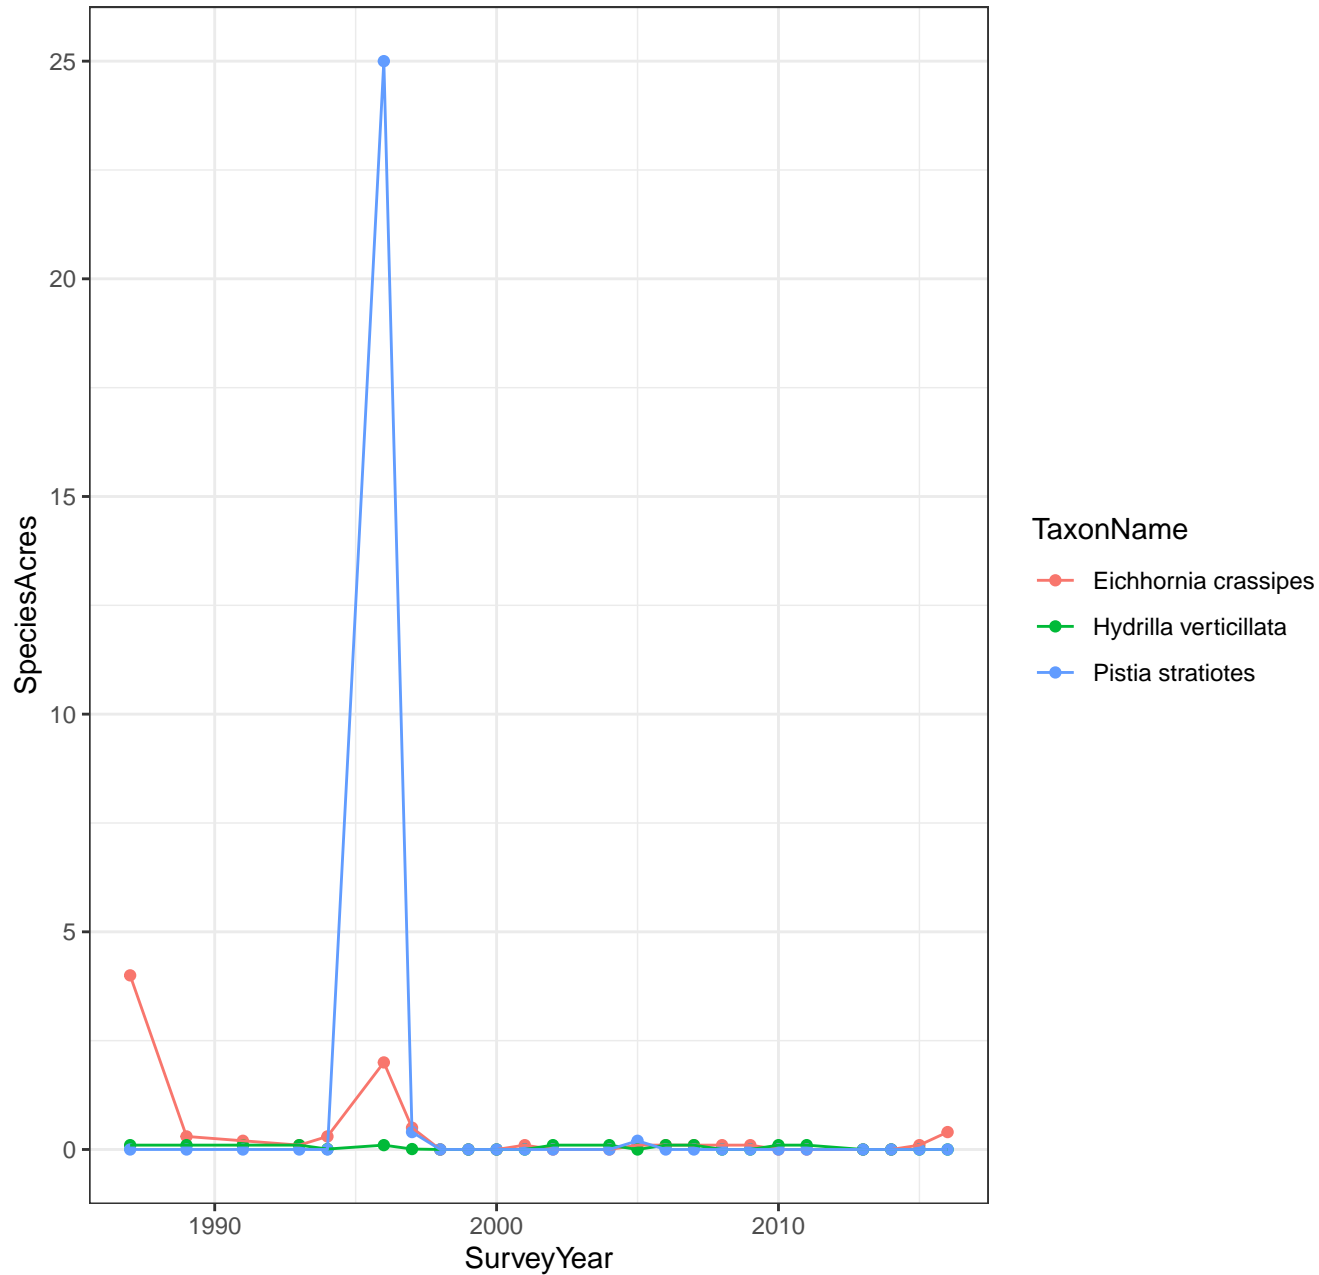 25
20
15
10
5
0
SpeciesAcres
1990
2000
2010
SurveyYear
TaxonName
Eichhornia crassipes
Hydrilla verticillata
Pistia stratiotes